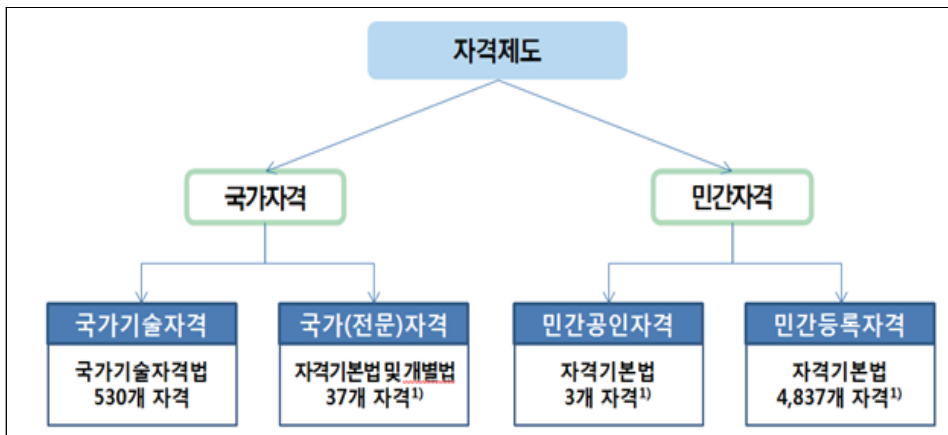 자격제도
국가자격
민간자격
국가기술자격
국가기술자격법
530개 자격
국가(전문)자격
자격기본법 및 개별법
37개 자격1)
민간공인자격
자격기본법
3개 자격1)
민간등록자격
자격기본법
4,837개 자격1)